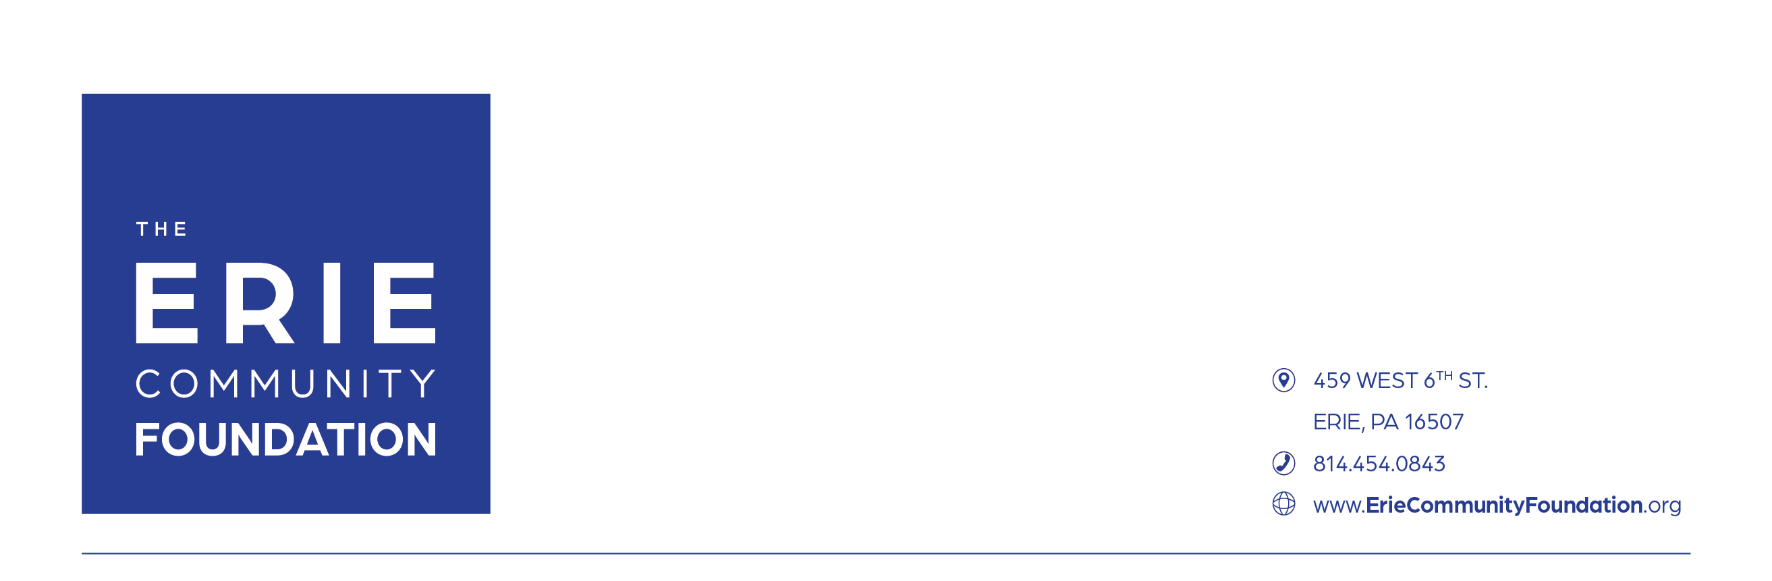 THE
ERIE
COMMUNITY
FOUNDATION
459 WEST 6TH ST.
ERIE, PA 16507
814.454.0843
www.ErieCommunityFoundation.org